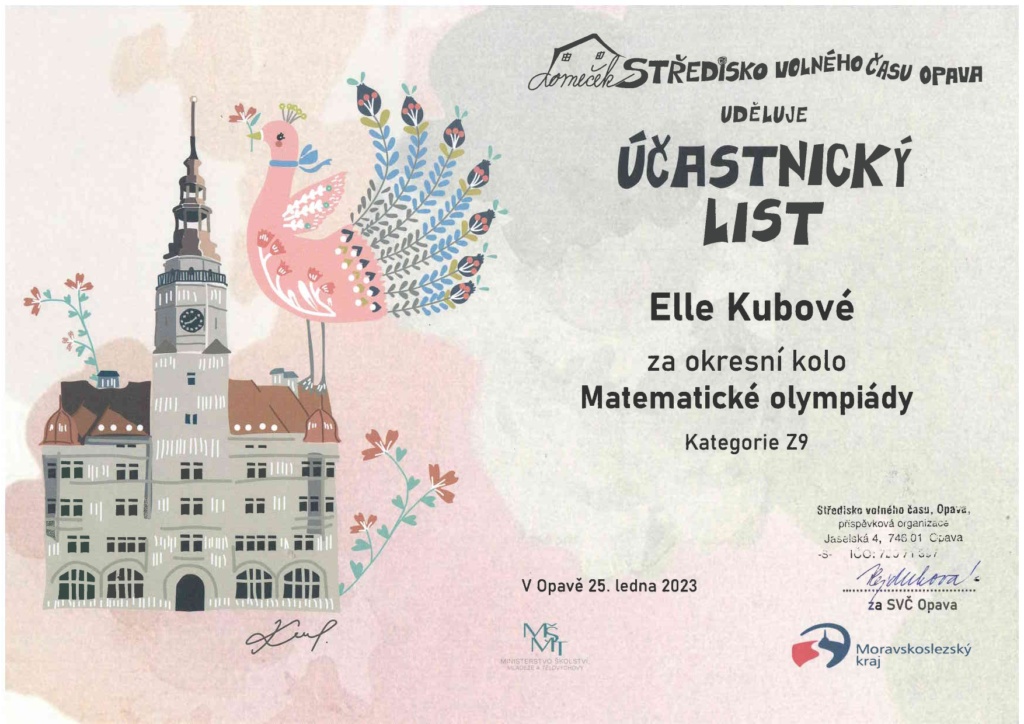 Domeček STŘEDISKO VOLNÉHO ČASU OPAVA
UDĚLUJE
ÚČASTNICKÝ
LIST
Elle Kubové
za okresní kolo
Matematické olympiády
Kategorie Z9
Středisko volného času, Opava,
příspěvková organizace
Jaselská 4, 746 01 Opava
-S- IČO:
V Opavě 25. ledna 2023
za SVČ Opava
MŠMT
MINISTERSTVO ŠKOLSTVÍ,
MLÁDEŽE A TĚLOVÝCHOVY
Moravskoslezský
kraj